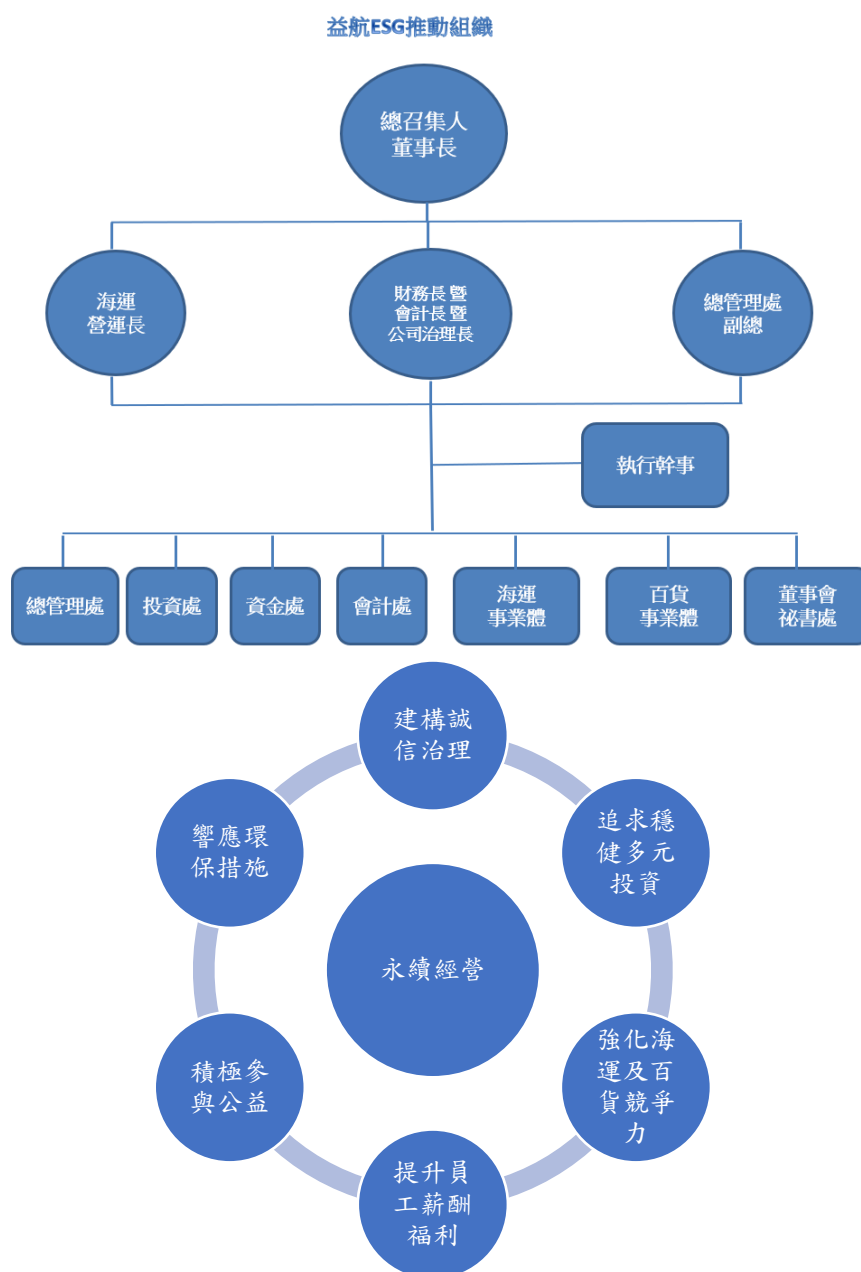 益航ESG推動組織
總召集人
董事長
海運
營運長
財務長 暨
會計長 暨
公司治理長
總管理處
副總
執行幹事
總管理處
投資處
資金處
會計處
海運
事業體
百貨
事業體
董事會
祕書處
建構誠
信治理
追求穩
健多元
投資
強化海
運及百
貨競爭
力
提升員
工薪酬
福利
積極參
與公益
響應環
保措施
永續經營